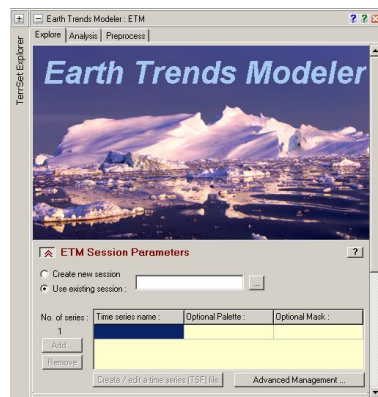 Earth Trends Modeler : ETM
? ?
TerrSet Explorer
Explore Analysis Preprocess
Earth Trends Modeler
ETM Session Parameters ?
Create new session
Use existing session : ...
No. of series : Time series name : Optional Palette : Optional Mask :
1
Add...
Remove
Create / edit a time series (TSF) file Advanced Management ...